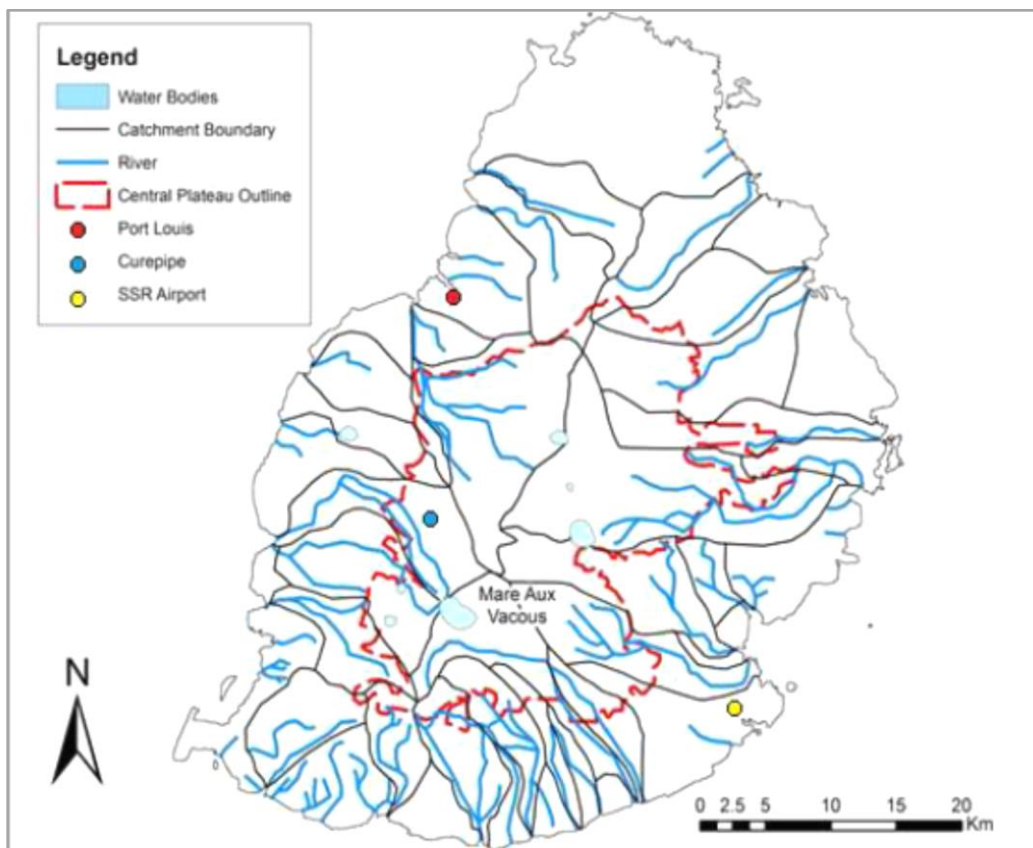 Legend
Water Bodies
Catchment Boundary
River
Central Plateau Outline
Port Louis
Curepipe
SSR Airport
Mare Aux
Vacous
N
0 2.5 5 10 15 20
Km